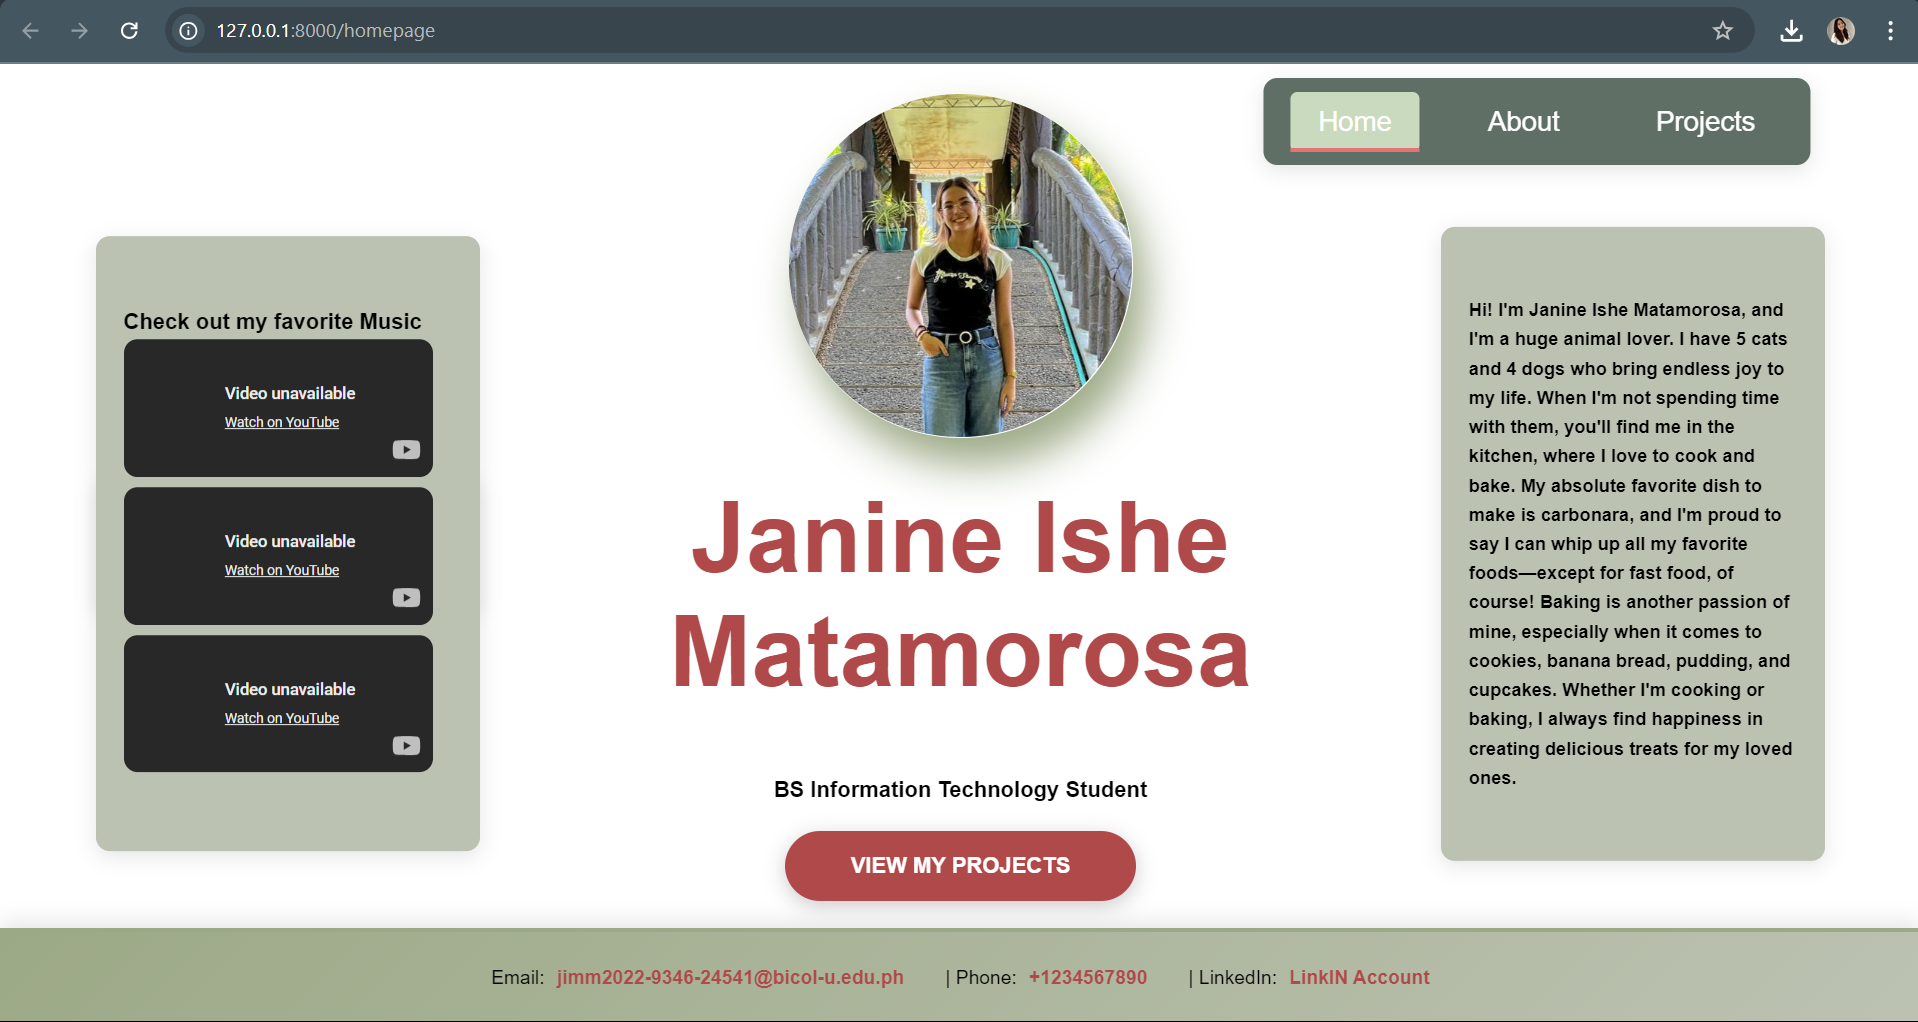 127.0.0.1:8000/homepage
Home About Projects
Check out my favorite Music
Video unavailable
Watch on YouTube
Video unavailable
Watch on YouTube
Video unavailable
Watch on YouTube
Janine Ishe
Matamorosa
BS Information Technology Student
VIEW MY PROJECTS
Hi! I'm Janine Ishe Matamorosa, and
I'm a huge animal lover. I have 5 cats
and 4 dogs who bring endless joy to
my life. When I'm not spending time
with them, you'll find me in the
kitchen, where I love to cook and
bake. My absolute favorite dish to
make is carbonara, and I'm proud to
say I can whip up all my favorite
foods—except for fast food, of
course! Baking is another passion of
mine, especially when it comes to
cookies, banana bread, pudding, and
cupcakes. Whether I'm cooking or
baking, I always find happiness in
creating delicious treats for my loved
ones.
Email: jimm2022-9346-24541@bicol-u.edu.ph | Phone: +1234567890 | LinkedIn: LinkIN Account